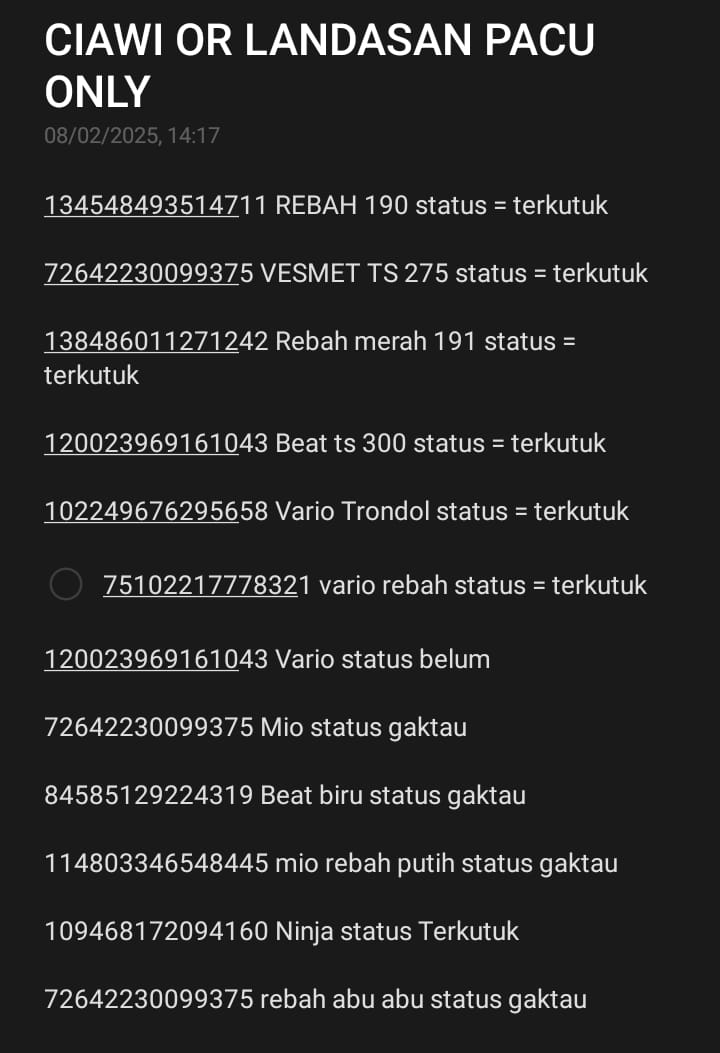 CIAWI OR LANDASAN PACU
ONLY
08/02/2025, 14:17
134548493514711 REBAH 190 status = terkutuk
72642230099375 VESMET TS 275 status = terkutuk
138486011271242 Rebah merah 191 status =
terkutuk
120023969161043 Beat ts 300 status = terkutuk
102249676295658 Vario Trondol status = terkutuk
75102217778321 vario rebah status = terkutuk
120023969161043 Vario status belum
72642230099375 Mio status gaktau
84585129224319 Beat biru status gaktau
114803346548445 mio rebah putih status gaktau
109468172094160 Ninja status Terkutuk
72642230099375 rebah abu abu status gaktau